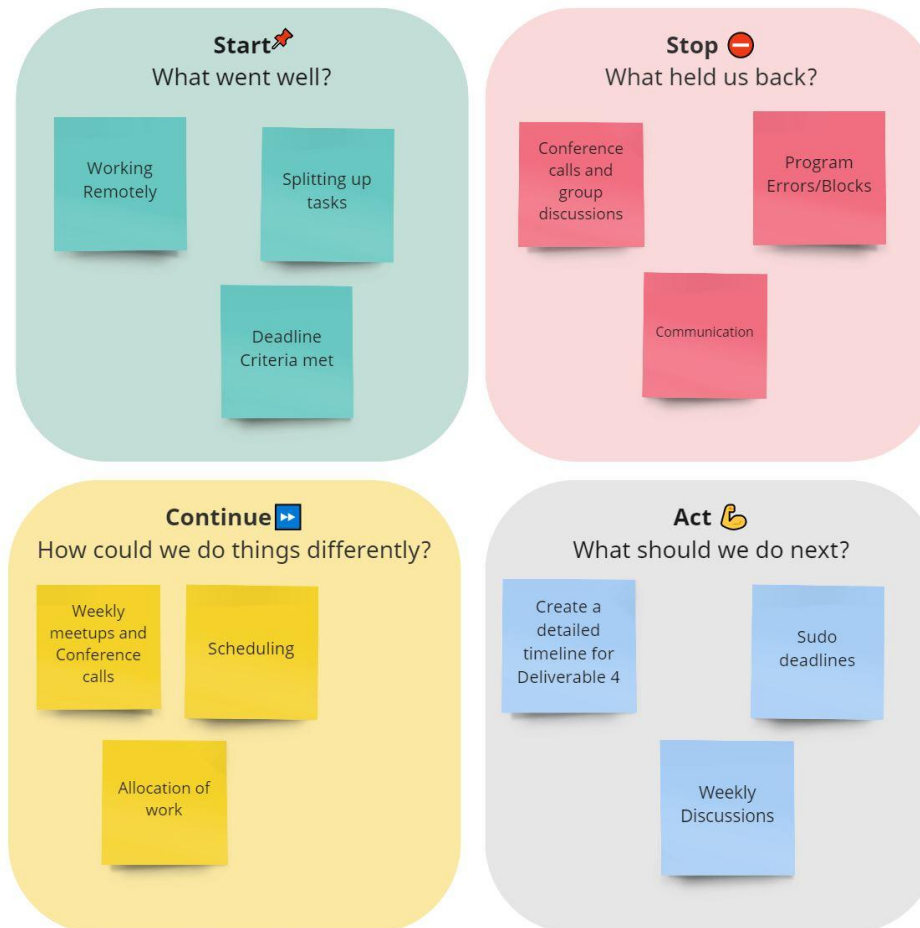 Start
What went well?
Working
Remotely
Splitting up
tasks
Deadline
Criteria met
Stop
What held us back?
Conference
calls and
group
discussions
Program
Errors/Blocks
Communication
Continue
How could we do things differently?
Weekly
meetups and
Conference
calls
Scheduling
Allocation of
work
Act
What should we do next?
Create a
detailed
timeline for
Deliverable 4
Sudo
deadlines
Weekly
Discussions